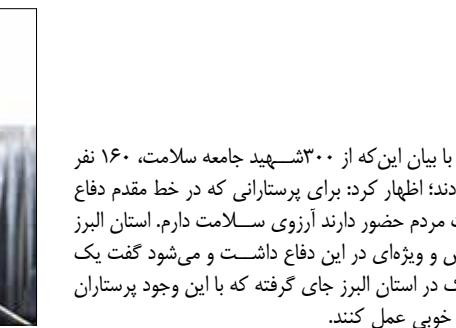 با بیان این‌که از ۳۰۰شـــهید جامعه سلامت، ۱۶۰ نفر
دند؛ اظهار کرد: برای پرستارانی که در خط مقدم دفاع
مردم حضور دارند آرزوی ســـلامت دارم. استان البرز
و ویژه‌ای در این دفاع داشـــت و می‌شود گفت یک
در استان البرز جای گرفته که با این وجود پرستاران
خوبی عمل کنند.